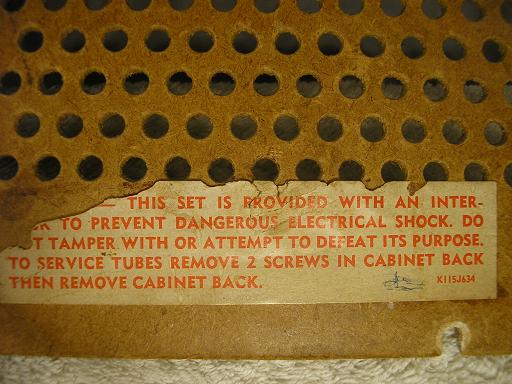 — THIS SET IS PROVIDED WITH AN INTER-
TO PREVENT DANGEROUS ELECTRICAL SHOCK. DO
TAMPER WITH OR ATTEMPT TO DEFEAT ITS PURPOSE.
TO SERVICE TUBES REMOVE 2 SCREWS IN CABINET BACK
THEN REMOVE CABINET BACK.
K115J634